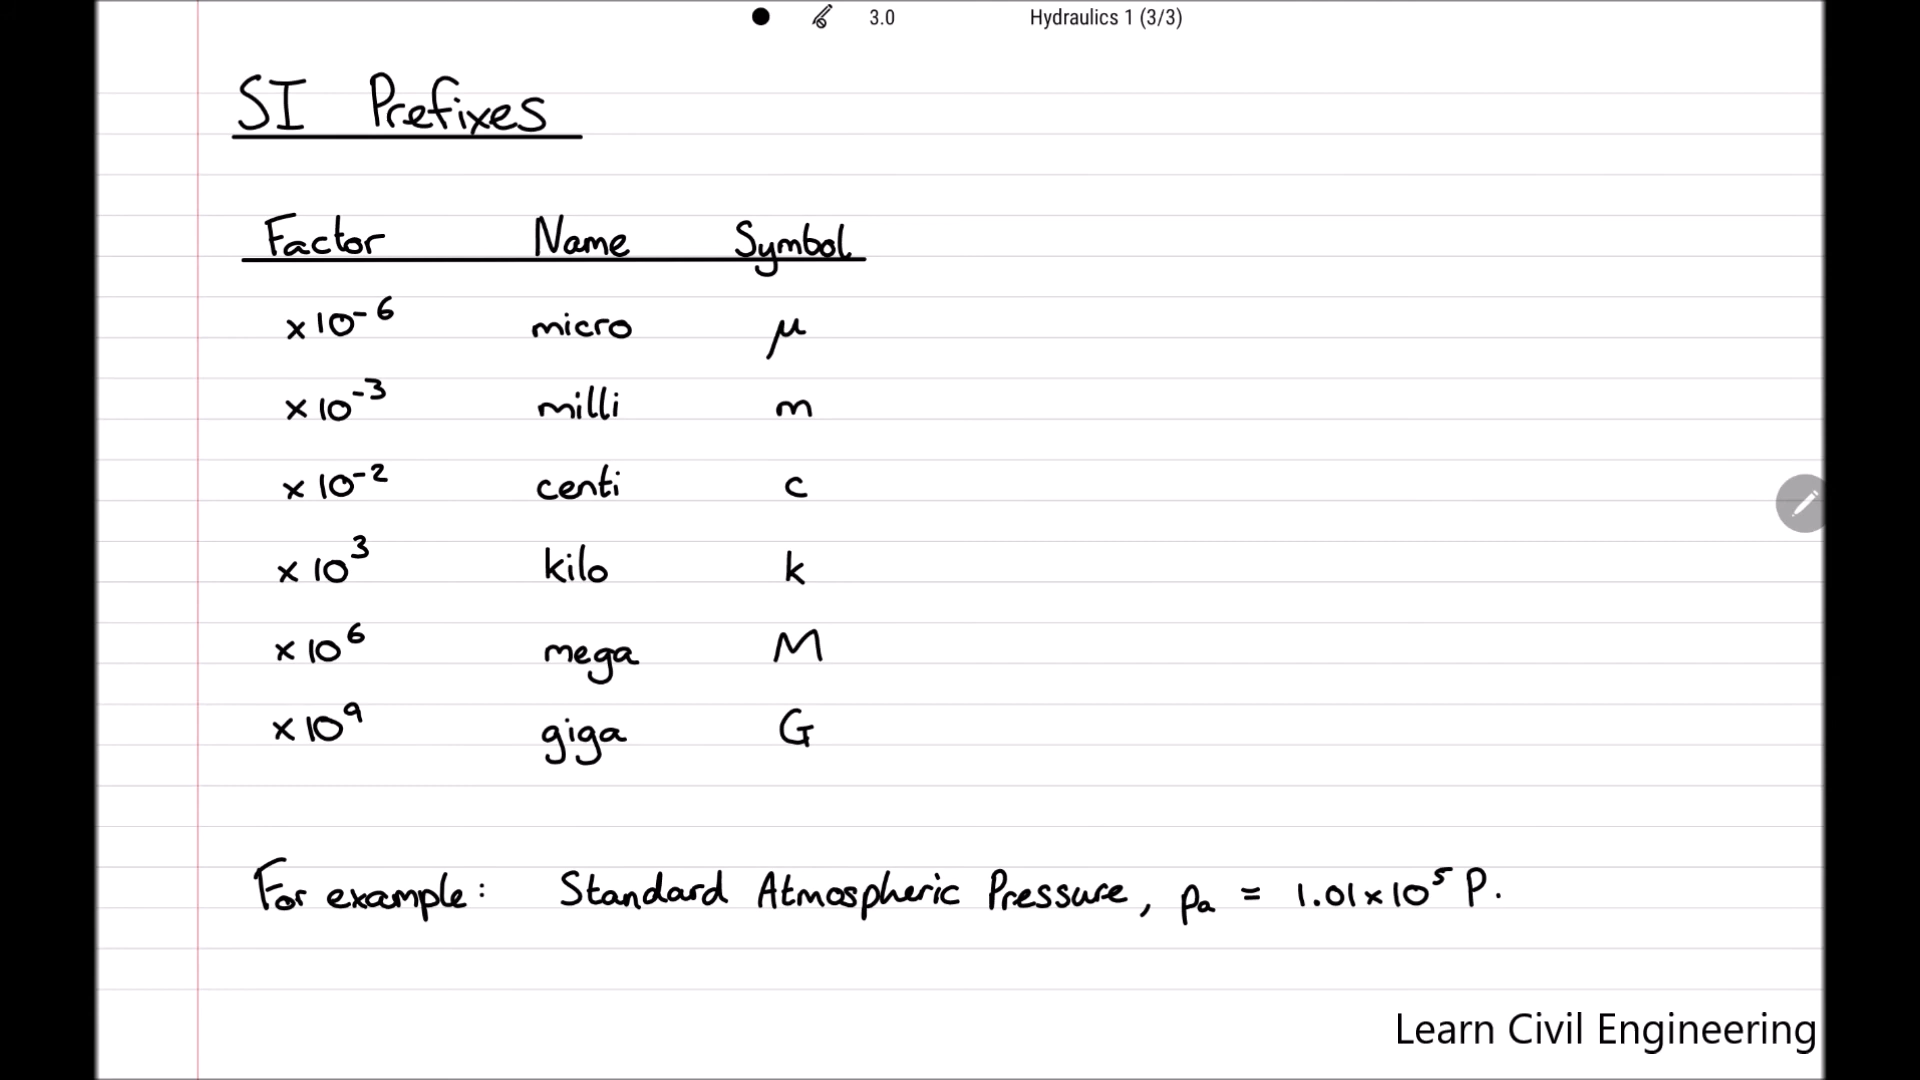 3.0 Hydraulics 1 (3/3)
SI Prefixes
Factor Name Symbol
×10⁻⁶ micro μ
×10⁻³ milli m
×10⁻² centi c
×10³ kilo k
×10⁶ mega M
×10⁹ giga G
For example: Standard Atmospheric Pressure, pa = 1.01×10⁵ P.
Learn Civil Engineering